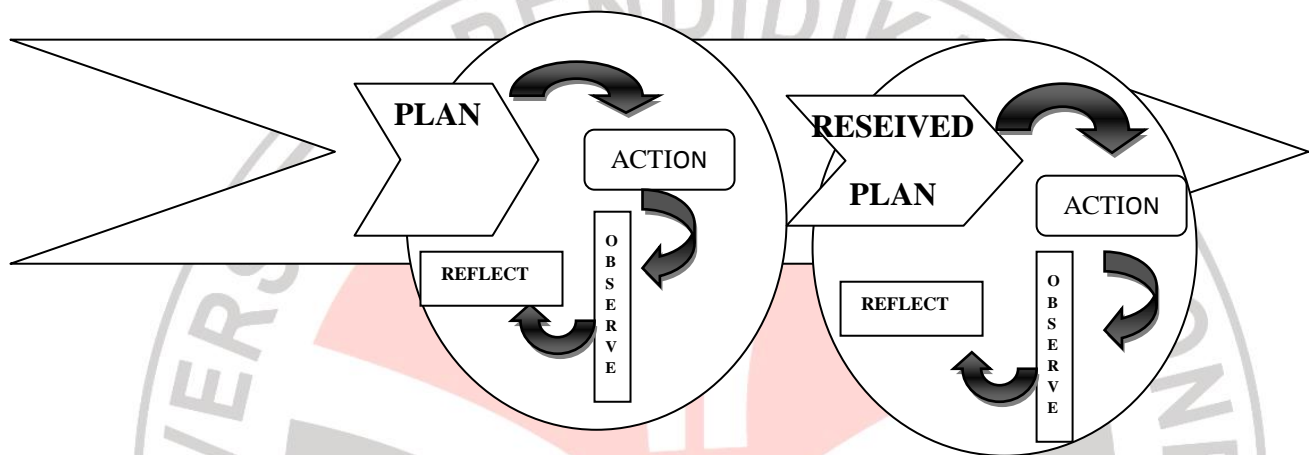 PLAN
ACTION
OBSERVE
REFLECT
RESEIVED
PLAN
ACTION
OBSERVE
REFLECT